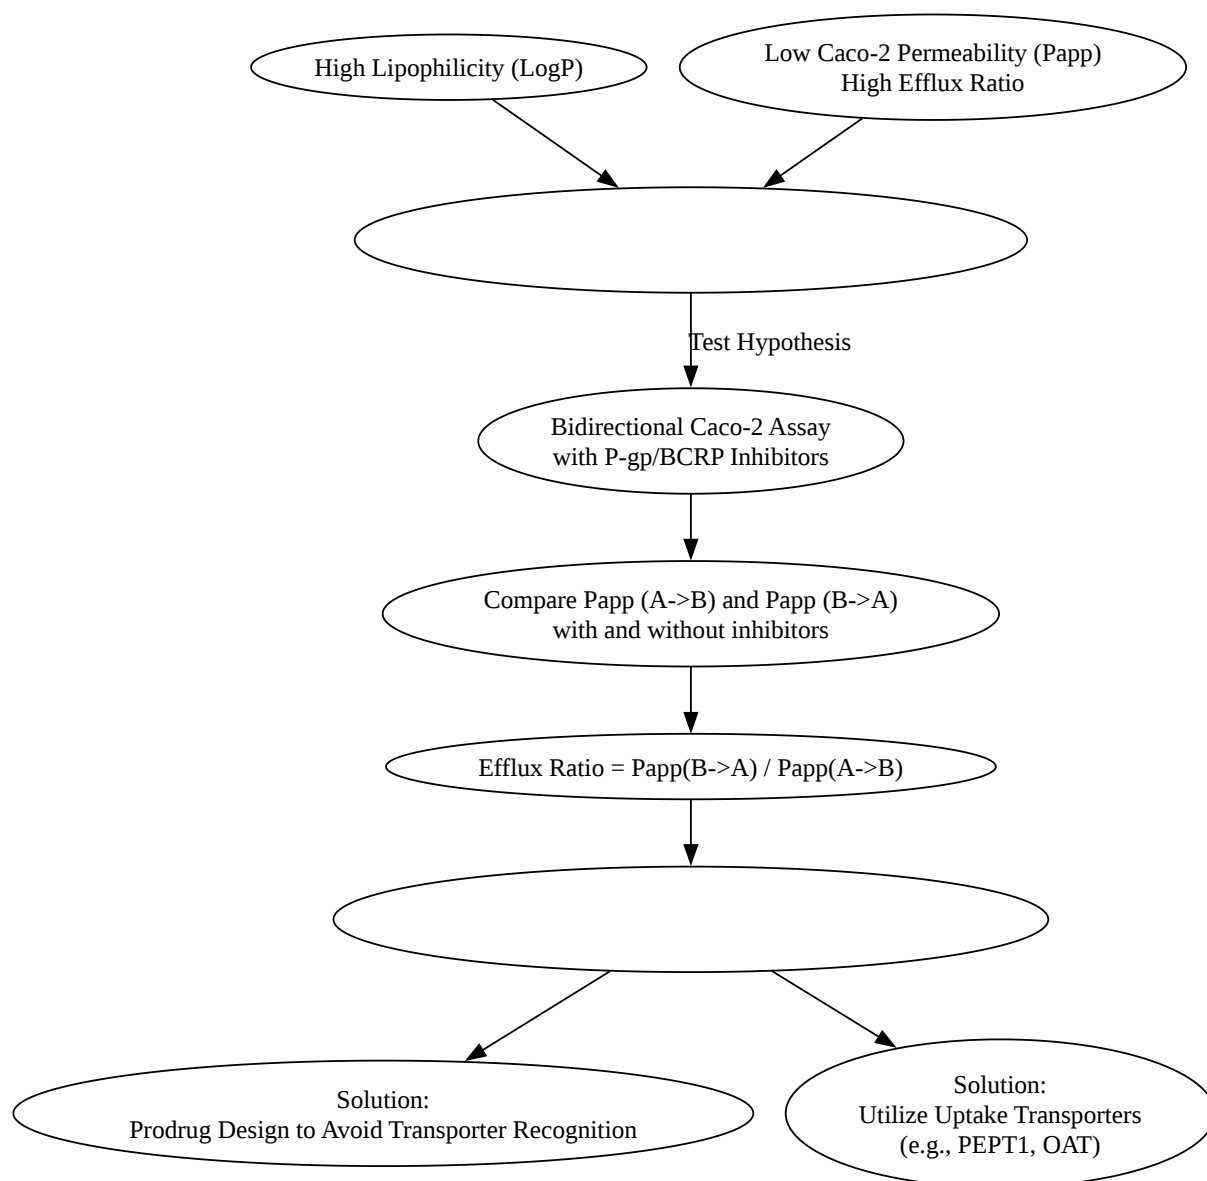 High Lipophilicity (LogP)
Low Caco-2 Permeability (Papp)
High Efflux Ratio
Test Hypothesis
Bidirectional Caco-2 Assay
with P-gp/BCRP Inhibitors
Compare Papp (A->B) and Papp (B->A)
with and without inhibitors
Efflux Ratio = Papp(B->A) / Papp(A->B)
Solution:
Prodrug Design to Avoid Transporter Recognition
Solution:
Utilize Uptake Transporters
(e.g., PEPT1, OAT)